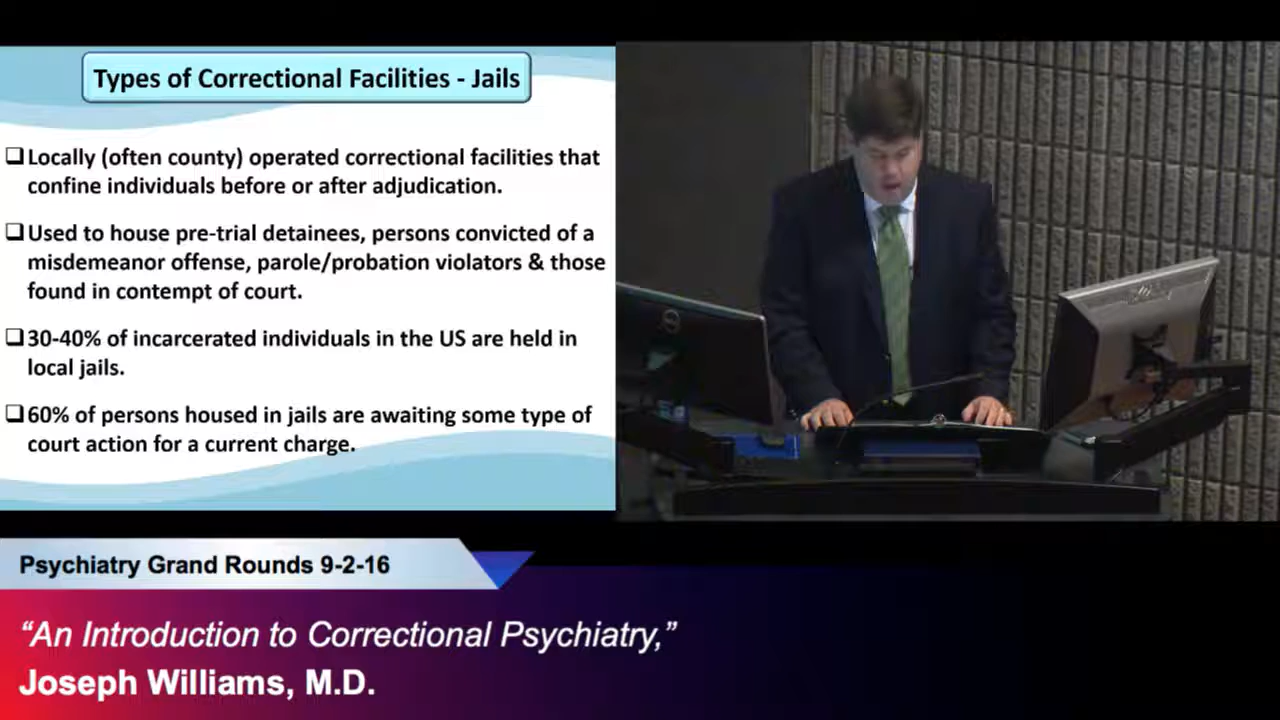 Types of Correctional Facilities - Jails
❑Locally (often county) operated correctional facilities that
confine individuals before or after adjudication.
❑Used to house pre-trial detainees, persons convicted of a
misdemeanor offense, parole/probation violators & those
found in contempt of court.
❑30-40% of incarcerated individuals in the US are held in
local jails.
❑60% of persons housed in jails are awaiting some type of
court action for a current charge.
Psychiatry Grand Rounds 9-2-16
“An Introduction to Correctional Psychiatry,”
Joseph Williams, M.D.